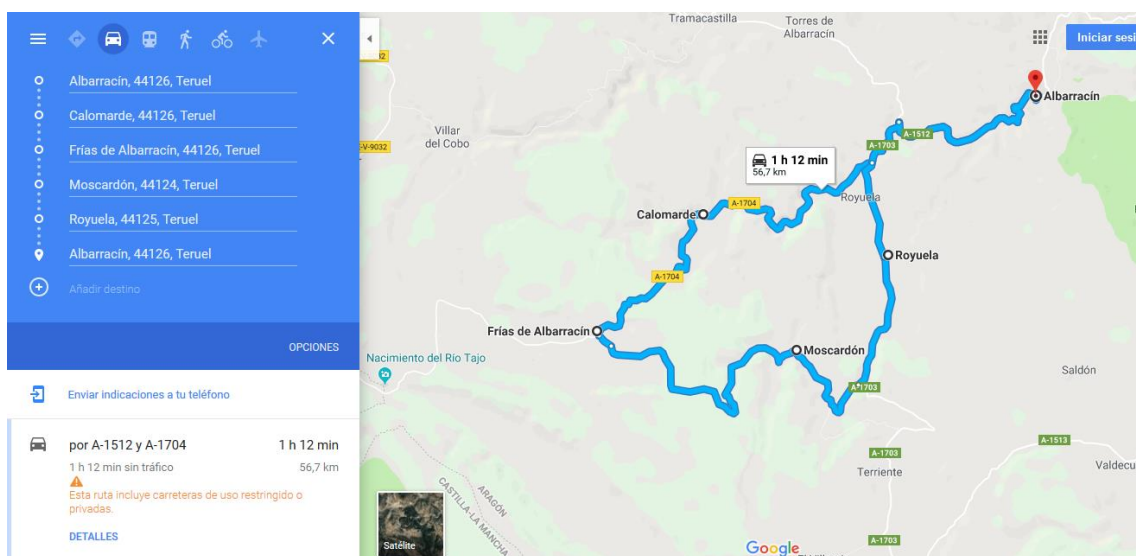 Albarracín, 44126, Teruel
Calomarde, 44126, Teruel
Frías de Albarracín, 44126, Teruel
Moscardón, 44124, Teruel
Royuela, 44125, Teruel
Albarracín, 44126, Teruel
Añadir destino
OPCIONES
Enviar indicaciones a tu teléfono
por A-1512 y A-1704
1 h 12 min
1 h 12 min sin tráfico
56,7 km
Esta ruta incluye carreteras de uso restringido o
privadas.
DETALLES
Tramacastilla
Torres de
Albarracín
Iniciar sesi
Albarracín
Villar
del Cobo
-V-9032
A-1512
A-1703
1 h 12 min
56,7 km
Royuela
A-1704
Calomarde
Royuela
A-1704
Frías de Albarracín
Moscardón
Nacimiento del Río Tajo
Saldón
A-1703
A-1513
A-1703
Terriente
Valdecu
ARAGÓN
CASTILLA-LA MANCHA
Satélite
Google
A-1703